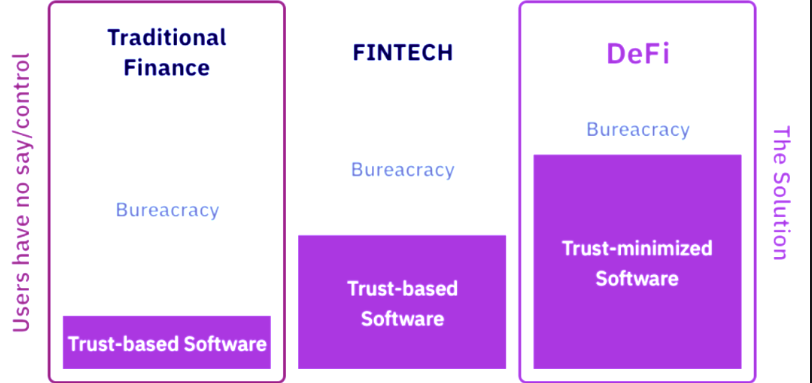 Users have no say/control
Traditional
Finance
Bureacracy
Trust-based Software
FINTECH
Bureacracy
Trust-based
Software
DeFi
Bureacracy
Trust-minimized
Software
The Solution